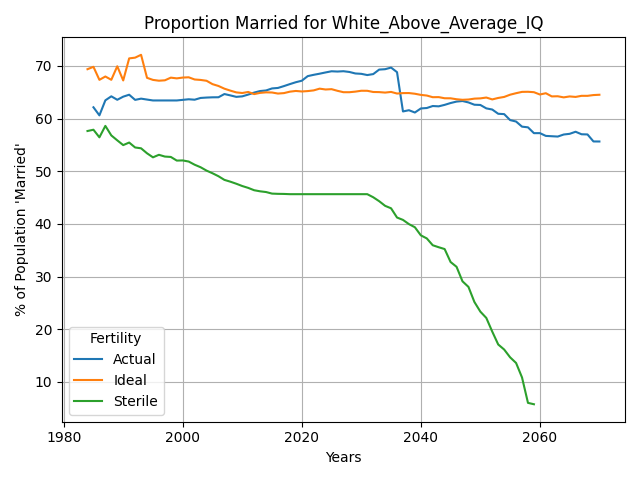 Proportion Married for White_Above_Average_IQ
% of Population 'Married'
70
60
50
40
30
20
10
Fertility
Actual
Ideal
Sterile
1980
2000
2020
2040
2060
Years